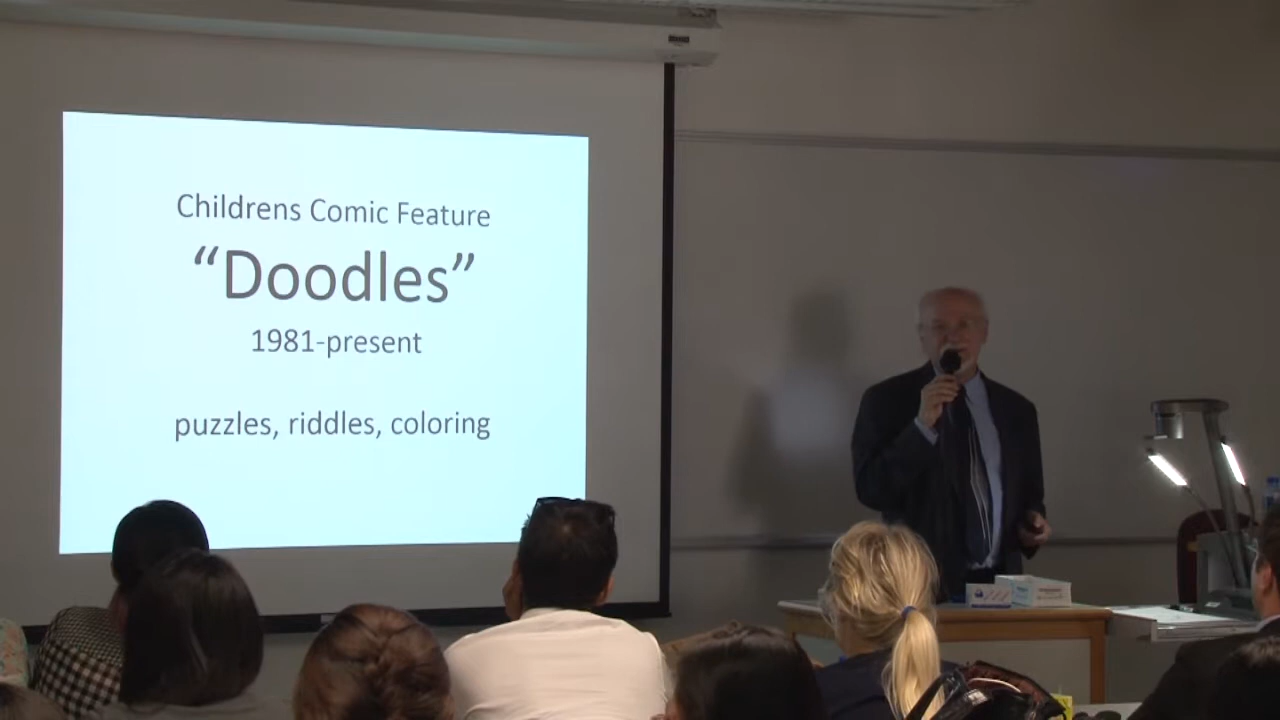 Childrens Comic Feature
“Doodles”
1981-present
puzzles, riddles, coloring